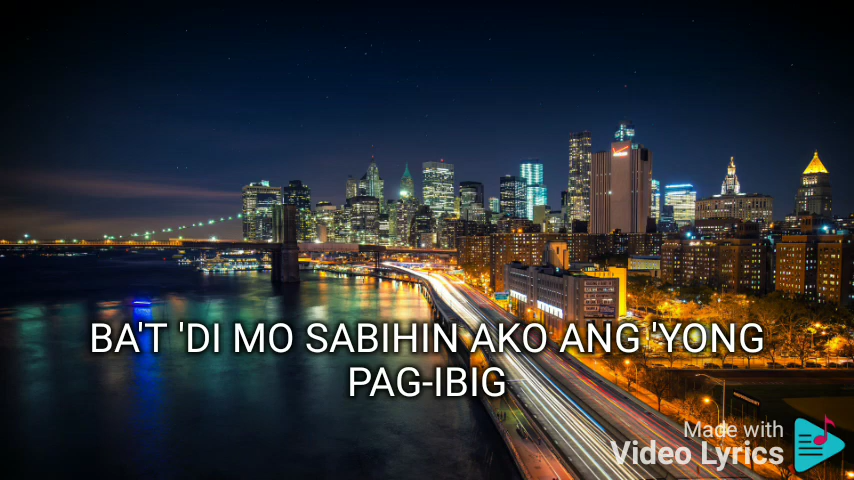 BA'T 'DI MO SABIHIN AKO ANG 'YONG
PAG-IBIG
Made with
Video Lyrics